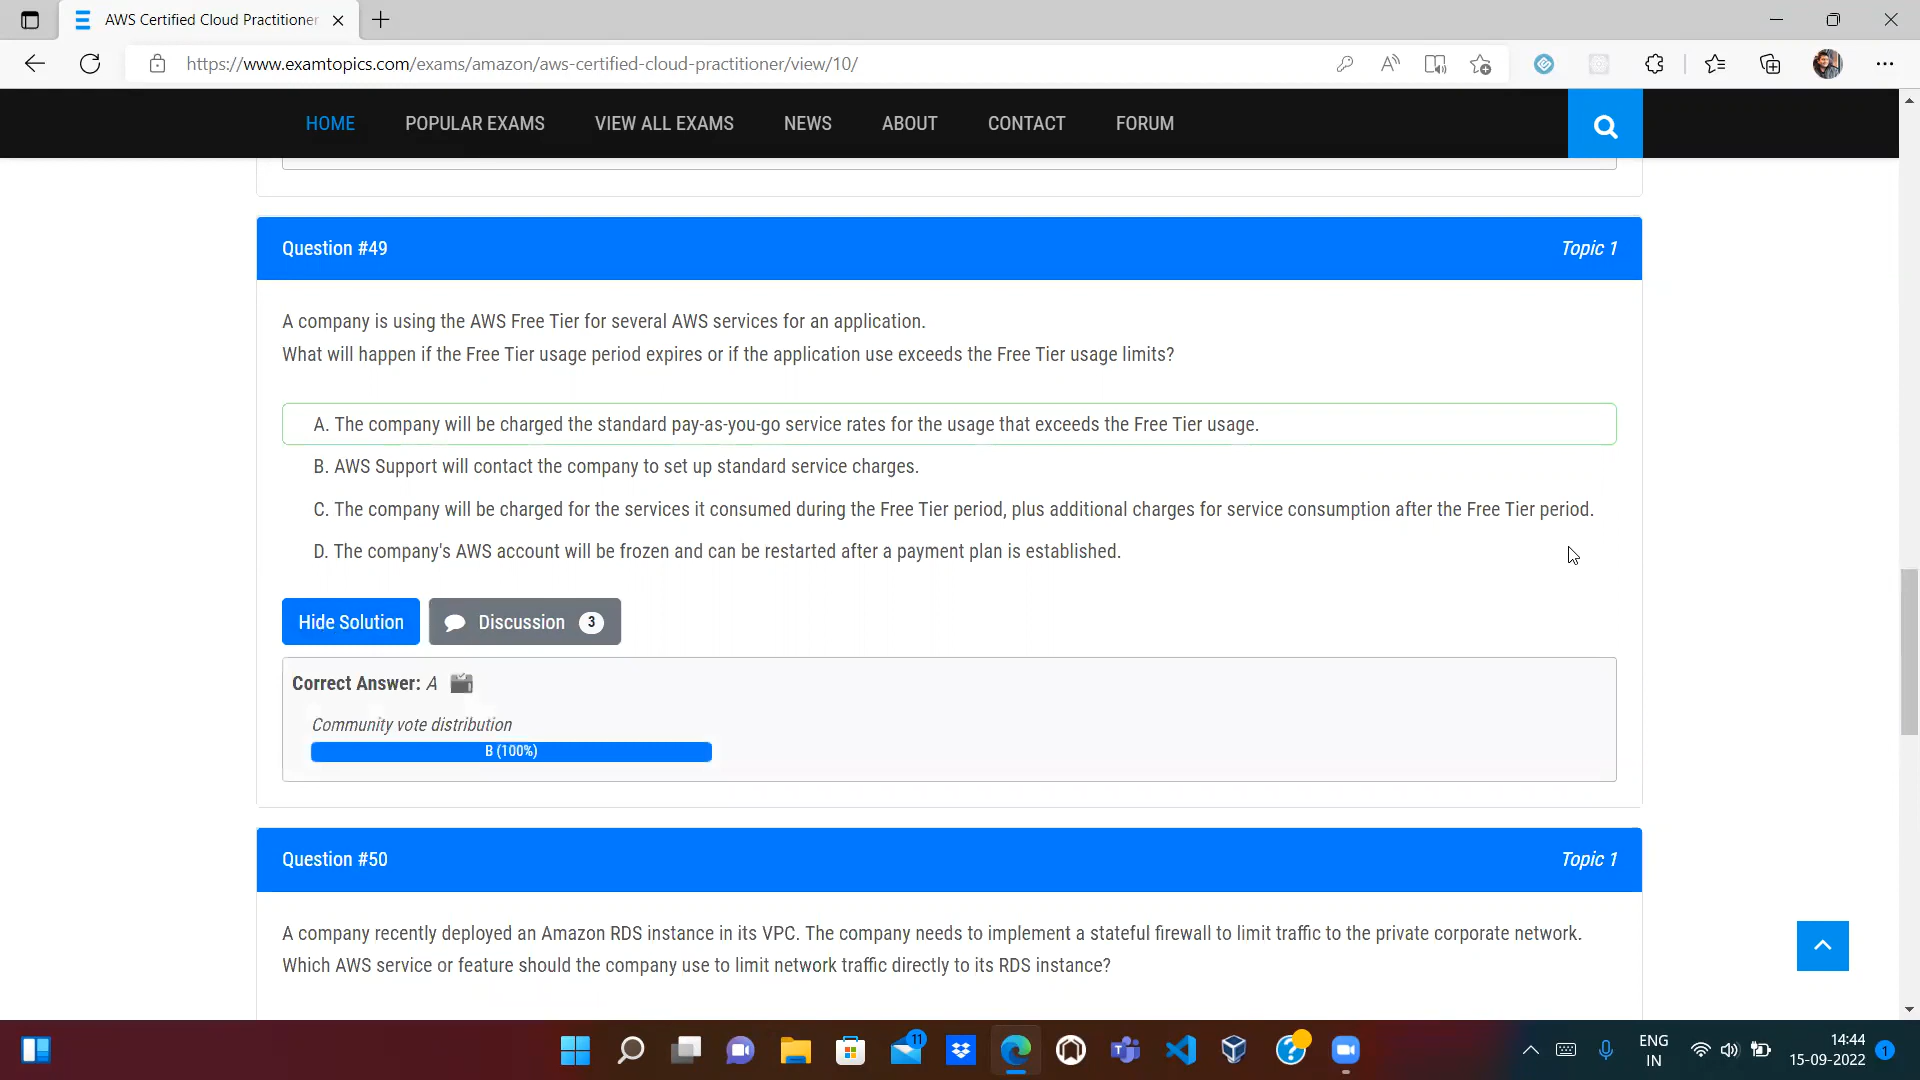 AWS Certified Cloud Practitioner
https://www.examtopics.com/exams/amazon/aws-certified-cloud-practitioner/view/10/
HOME POPULAR EXAMS VIEW ALL EXAMS NEWS ABOUT CONTACT FORUM
Question #49 Topic 1
A company is using the AWS Free Tier for several AWS services for an application.
What will happen if the Free Tier usage period expires or if the application use exceeds the Free Tier usage limits?
A. The company will be charged the standard pay-as-you-go service rates for the usage that exceeds the Free Tier usage.
B. AWS Support will contact the company to set up standard service charges.
C. The company will be charged for the services it consumed during the Free Tier period, plus additional charges for service consumption after the Free Tier period.
D. The company's AWS account will be frozen and can be restarted after a payment plan is established.
Hide Solution Discussion 3
Correct Answer: A
Community vote distribution
B (100%)
Question #50 Topic 1
A company recently deployed an Amazon RDS instance in its VPC. The company needs to implement a stateful firewall to limit traffic to the private corporate network.
Which AWS service or feature should the company use to limit network traffic directly to its RDS instance?
11
ENG 14:44
IN 15-09-2022 1